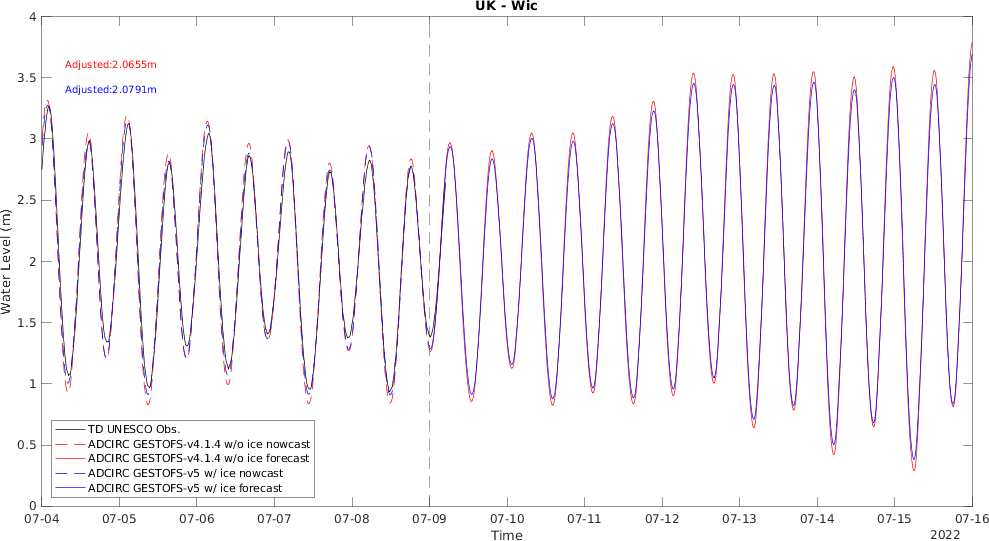 UK - Wic
4
3.5
3
2.5
2
1.5
1
0.5
0
Water Level (m)
Adjusted:2.0655m
Adjusted:2.0791m
TD UNESCO Obs.
ADCIRC GESTOFS-v4.1.4 w/o ice nowcast
ADCIRC GESTOFS-v4.1.4 w/o ice forecast
ADCIRC GESTOFS-v5 w/ ice nowcast
ADCIRC GESTOFS-v5 w/ ice forecast
07-04 07-05 07-06 07-07 07-08 07-09 07-10 07-11 07-12 07-13 07-14 07-15 07-16
Time
2022